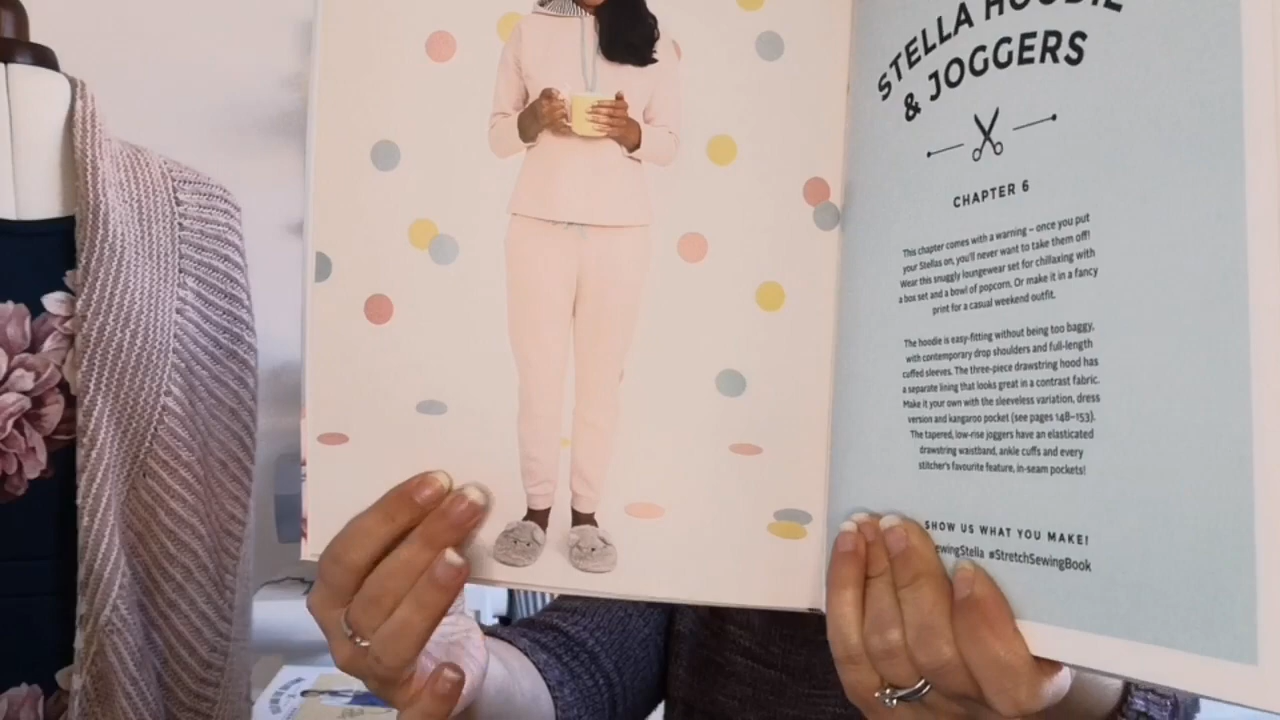 STELLA HOODIE
& JOGGERS
CHAPTER 6
This chapter comes with a warning – once you put
your Stellas on, you'll never want to take them off!
Wear this snuggly loungewear set for chillaxing with
a box set and a bowl of popcorn. Or make it in a fancy
print for a casual weekend outfit.
The hoodie is easy-fitting without being too baggy,
with contemporary drop shoulders and full-length
cuffed sleeves. The three-piece drawstring hood has
a separate lining that looks great in a contrast fabric.
Make it your own with the sleeveless variation, dress
version and kangaroo pocket (see pages 148–153).
The tapered, low-rise joggers have an elasticated
drawstring waistband, ankle cuffs and every
stitcher's favourite feature, in-seam pockets!
SHOW US WHAT YOU MAKE!
ewingStella #StretchSewingBook